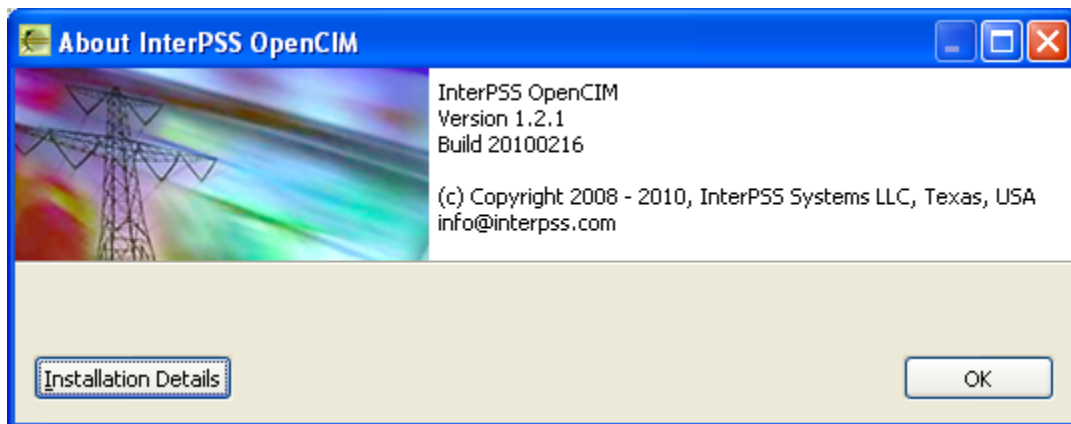 About InterPSS OpenCIM
InterPSS OpenCIM
Version 1.2.1
Build 20100216
(c) Copyright 2008 - 2010, InterPSS Systems LLC, Texas, USA
info@interpss.com
Installation Details
OK